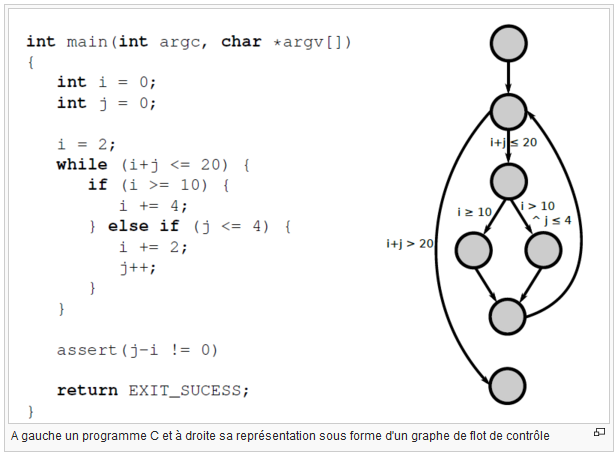 int main(int argc, char *argv[])
{
int i = 0;
int j = 0;
i = 2;
while (i+j <= 20) {
if (i >= 10) {
i += 4;
} else if (j <= 4) {
i += 2;
j++;
}
}
assert(j-i != 0)
return EXIT_SUCESS;
}
i+j ≤ 20
i ≥ 10
i > 10
^ j ≤ 4
i+j > 20
A gauche un programme C et à droite sa représentation sous forme d'un graphe de flot de contrôle